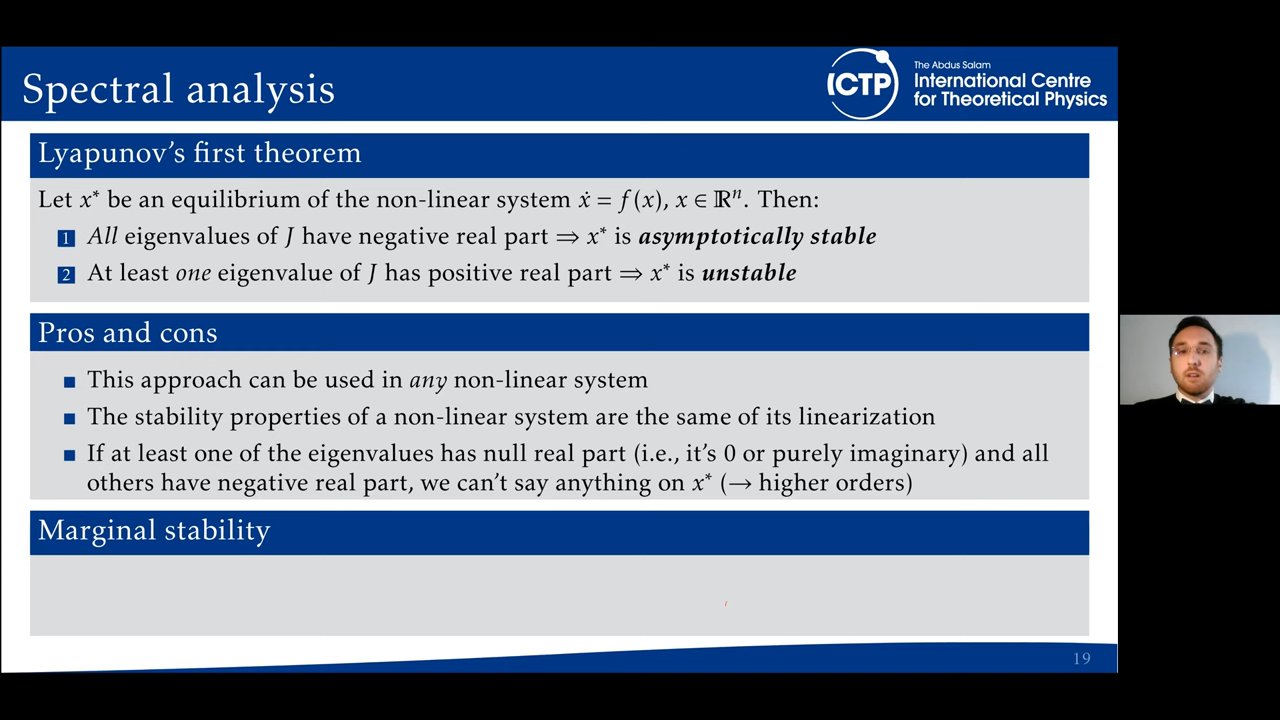 Spectral analysis
ICTP
The Abdus Salam
International Centre
for Theoretical Physics
Lyapunov's first theorem
Let x* be an equilibrium of the non-linear system ẋ = f(x), x ∈ ℝⁿ. Then:
1 All eigenvalues of J have negative real part ⇒ x* is asymptotically stable
2 At least one eigenvalue of J has positive real part ⇒ x* is unstable
Pros and cons
■ This approach can be used in any non-linear system
■ The stability properties of a non-linear system are the same of its linearization
■ If at least one of the eigenvalues has null real part (i.e., it's 0 or purely imaginary) and all
others have negative real part, we can't say anything on x* (→ higher orders)
Marginal stability
19